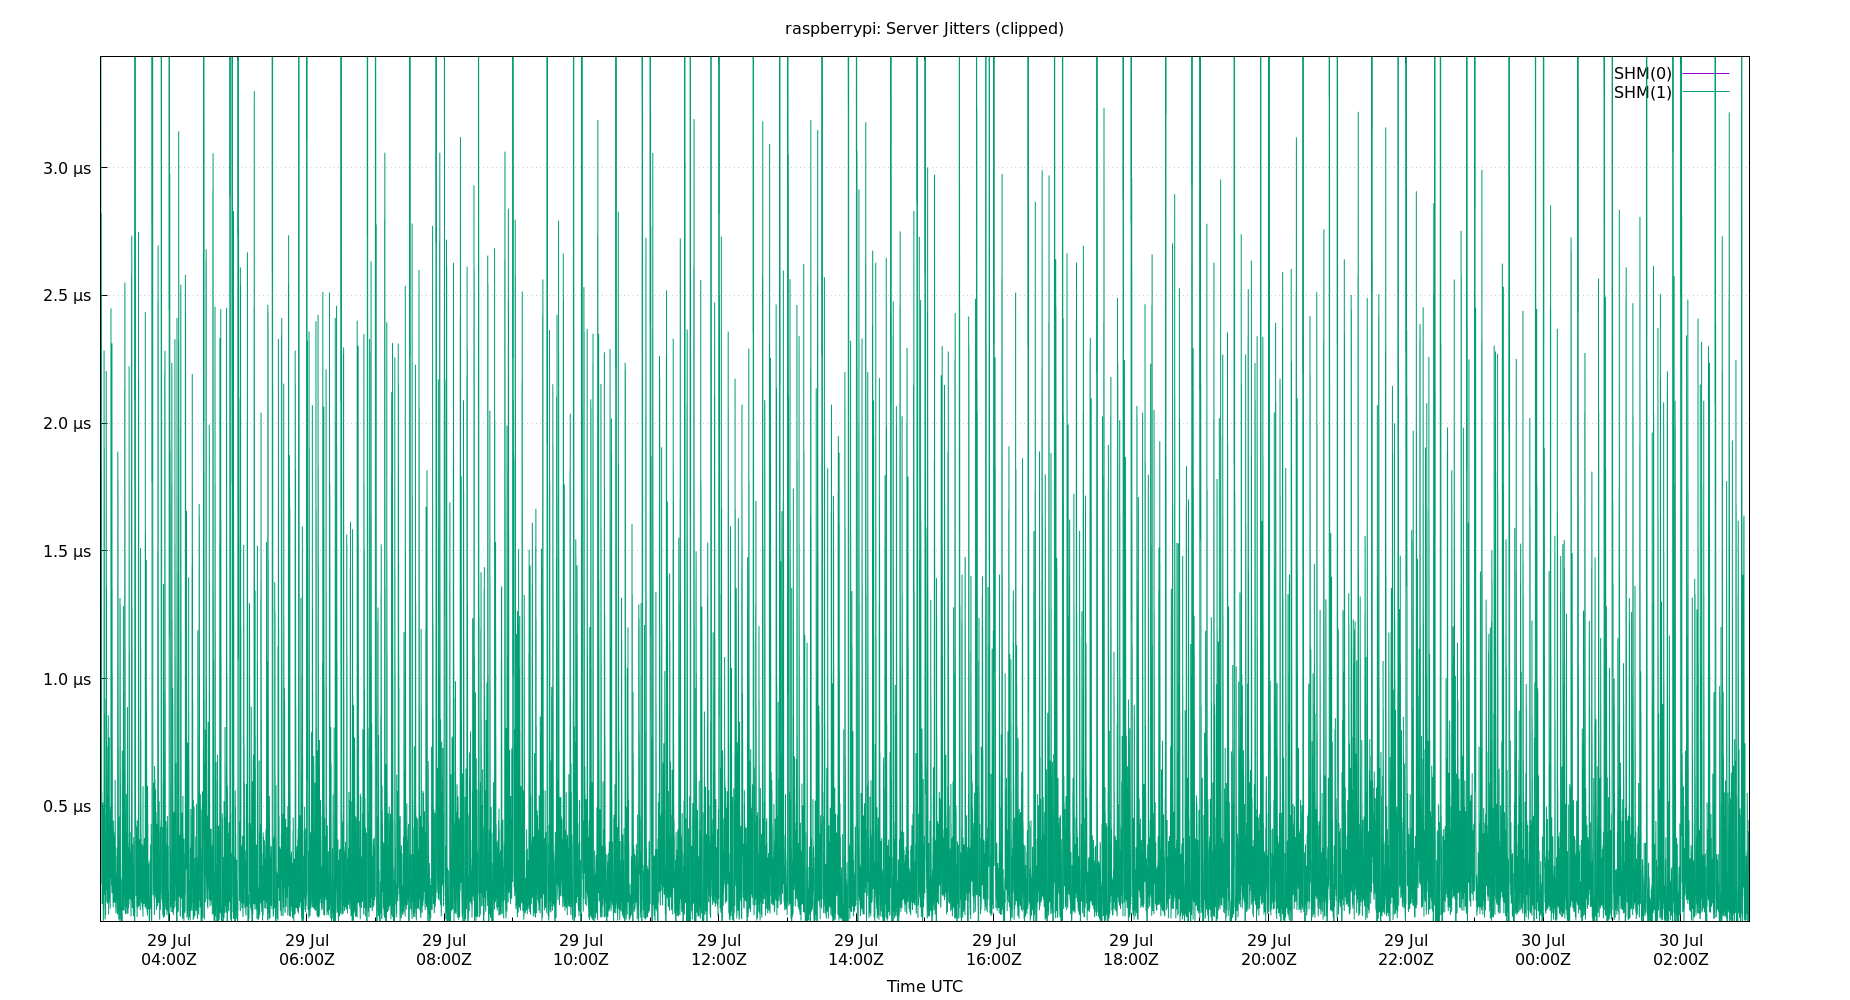 raspberrypi: Server Jitters (clipped)
SHM(0)
SHM(1)
3.0 µs
2.5 µs
2.0 µs
1.5 µs
1.0 µs
0.5 µs
29 Jul 29 Jul 29 Jul 29 Jul 29 Jul 29 Jul 29 Jul 29 Jul 29 Jul 29 Jul 30 Jul 30 Jul
04:00Z 06:00Z 08:00Z 10:00Z 12:00Z 14:00Z 16:00Z 18:00Z 20:00Z 22:00Z 00:00Z 02:00Z
Time UTC